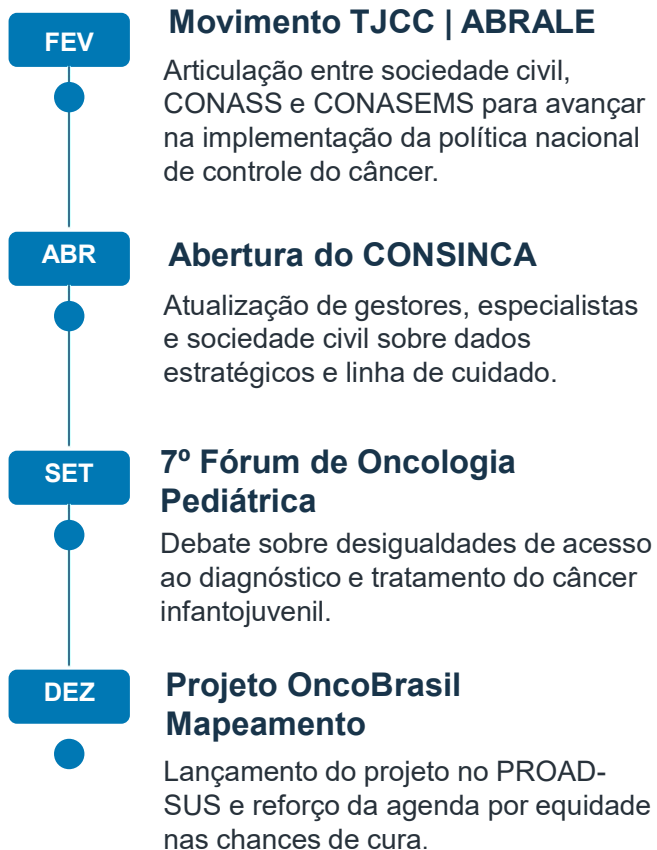 FEV
Movimento TJCC | ABRALE
Articulação entre sociedade civil,
CONASS e CONASEMS para avançar
na implementação da política nacional
de controle do câncer.
ABR
Abertura do CONSINCA
Atualização de gestores, especialistas
e sociedade civil sobre dados
estratégicos e linha de cuidado.
SET
7º Fórum de Oncologia
Pediátrica
Debate sobre desigualdades de acesso
ao diagnóstico e tratamento do câncer
infantojuvenil.
DEZ
Projeto OncoBrasil
Mapeamento
Lançamento do projeto no PROAD-
SUS e reforço da agenda por equidade
nas chances de cura.